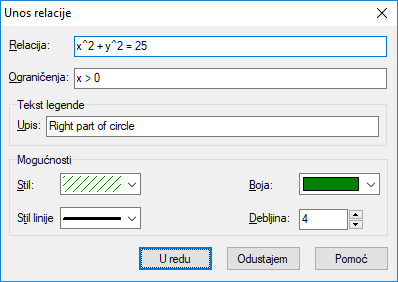 Unos relacije
Relacija: x^2 + y^2 = 25
Ograničenja: x > 0
Tekst legende
Upis: Right part of circle
Mogućnosti
Stil: Boja:
Stil linije Debljina: 4
U redu Odustajem Pomoć